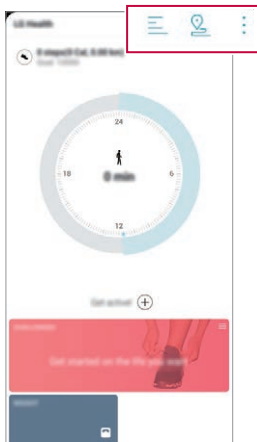 LG Health
0 steps(0 Cal, 0.00 km)
24
18
6
0 min
12
Get active!
Get started on the life you want
WEIGHT